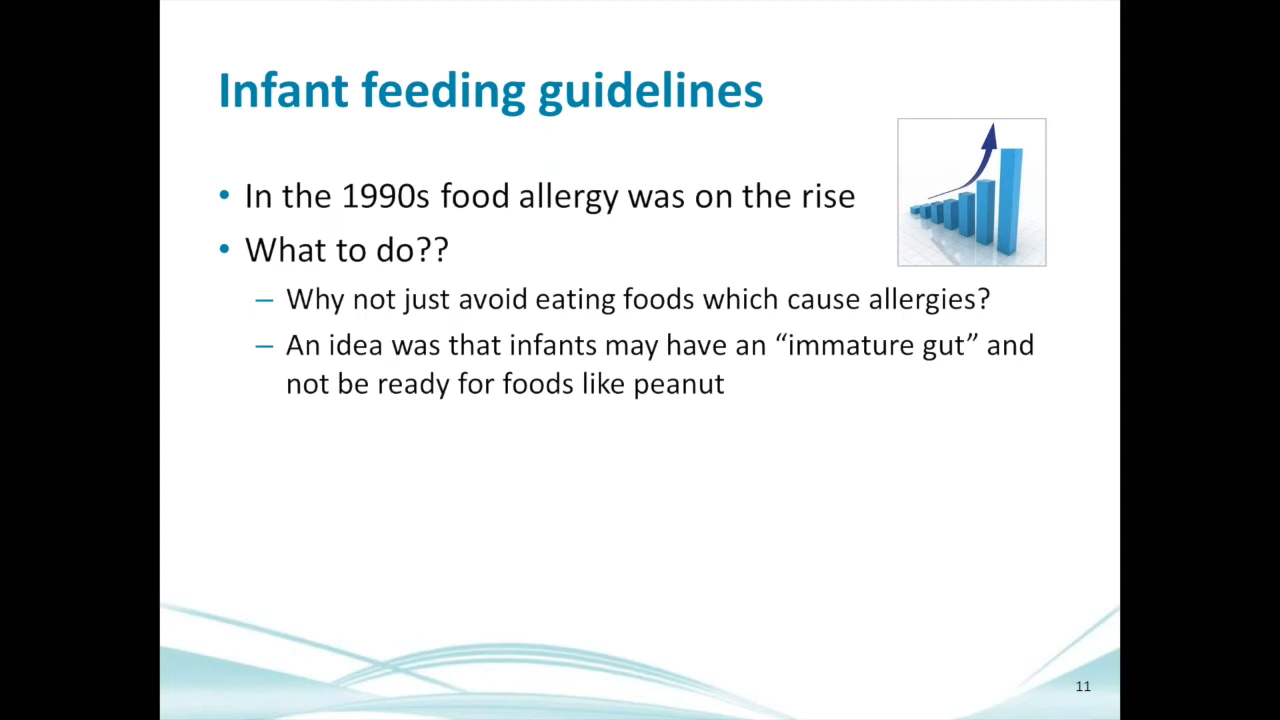 Infant feeding guidelines
• In the 1990s food allergy was on the rise
• What to do??
– Why not just avoid eating foods which cause allergies?
– An idea was that infants may have an “immature gut” and
not be ready for foods like peanut
11